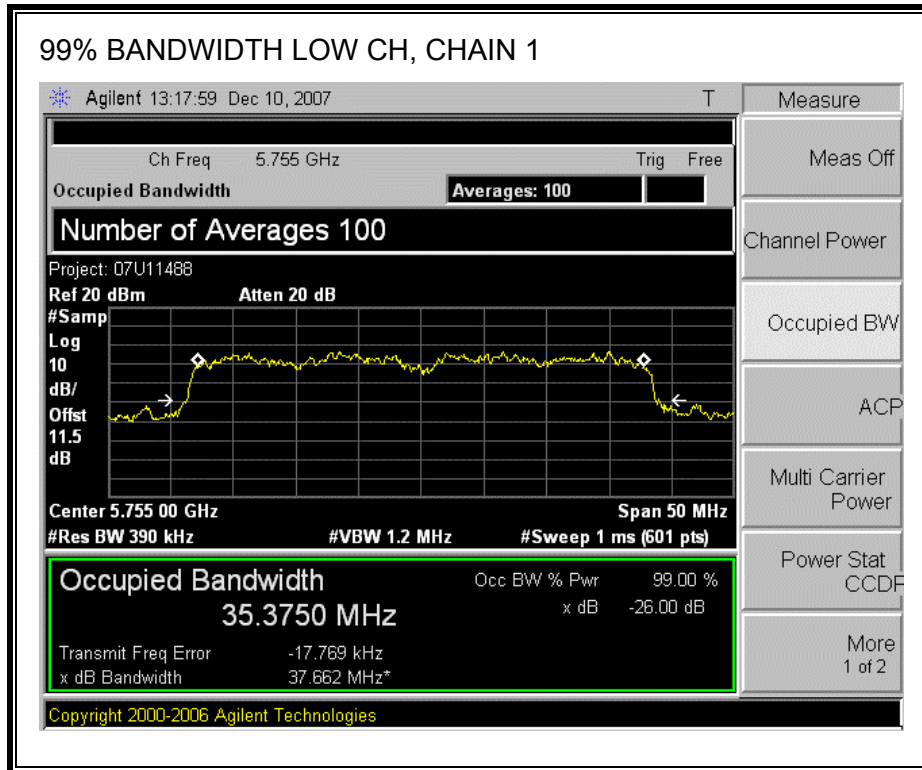 99% BANDWIDTH LOW CH, CHAIN 1
Agilent 13:17:59 Dec 10, 2007 T
Measure
Ch Freq 5.755 GHz Trig Free
Occupied Bandwidth Averages: 100
Number of Averages 100
Project: 07U11488
Ref 20 dBm Atten 20 dB
#Samp
Log
10
dB/
Offst
11.5
dB
Center 5.755 00 GHz Span 50 MHz
#Res BW 390 kHz #VBW 1.2 MHz #Sweep 1 ms (601 pts)
Occupied Bandwidth Occ BW % Pwr 99.00 %
35.3750 MHz x dB -26.00 dB
Transmit Freq Error -17.769 kHz
x dB Bandwidth 37.662 MHz*
Copyright 2000-2006 Agilent Technologies
Meas Off
Channel Power
Occupied BW
ACP
Multi Carrier
Power
Power Stat
CCDF
More
1 of 2